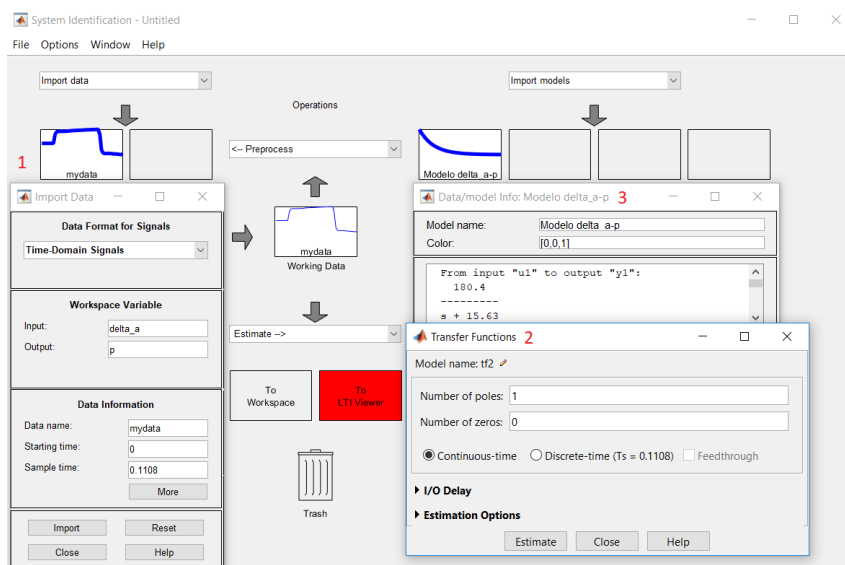 System Identification - Untitled
File Options Window Help
Import data
Import models
Operations
<-- Preprocess
1
mydata
Modelo delta_a-p
Import Data
Data Format for Signals
Time-Domain Signals
Workspace Variable
Input: delta_a
Output: p
Data Information
Data name: mydata
Starting time: 0
Sample time: 0.1108
More
Import Reset
Close Help
mydata
Working Data
Estimate -->
To
Workspace
To
LTI Viewer
Trash
Data/model Info: Modelo delta_a-p 3
Model name: Modelo delta_a-p
Color: [0,0,1]
From input "u1" to output "y1":
180.4
---------
s + 15.63
Transfer Functions 2
Model name: tf2
Number of poles: 1
Number of zeros: 0
Continuous-time Discrete-time (Ts = 0.1108) Feedthrough
I/O Delay
Estimation Options
Estimate Close Help